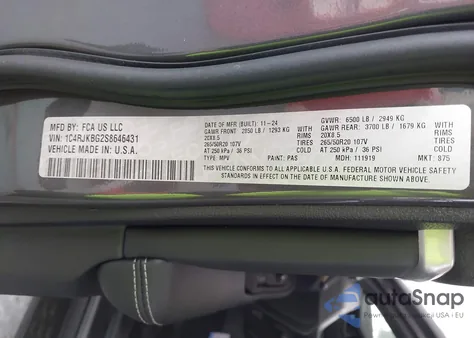 MFD BY: FCA US LLC
VIN: 1C4RJKBG2S8646431
VEHICLE MADE IN: U.S.A.
DATE OF MFR (BUILT): 11-24 GVWR: 6500 LB / 2949 KG
GAWR FRONT: 2850 LB / 1293 KG WITH GAWR REAR: 3700 LB / 1679 KG WITH
20X8.5 RIMS 20X8.5 RIMS
265/50R20 107V TIRES 265/50R20 107V TIRES
AT 250 kPa / 36 PSI COLD AT 250 kPa / 36 PSI COLD
TYPE: MPV PAINT: PAS MDH: 111919 MKT: 875
THIS VEHICLE CONFORMS TO ALL APPLICABLE U.S.A. FEDERAL MOTOR VEHICLE SAFETY
STANDARDS IN EFFECT ON THE DATE OF MANUFACTURE SHOWN ABOVE.
autoSnap
USA i EU